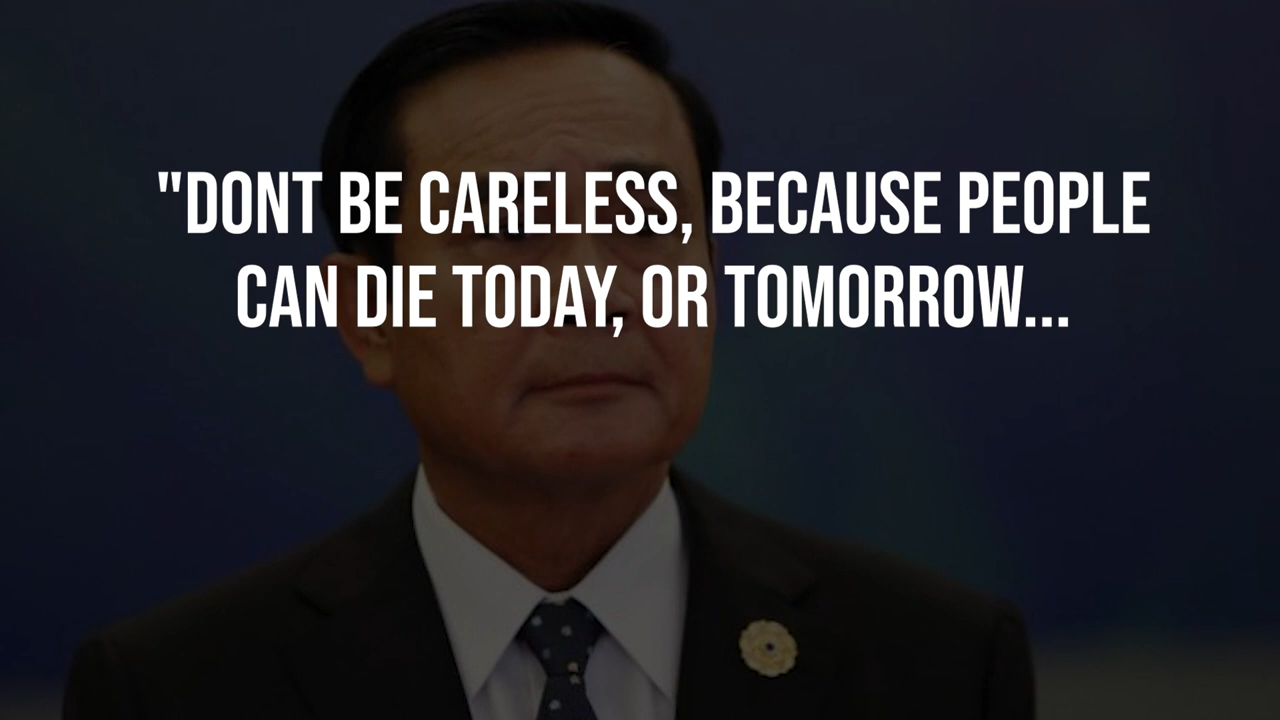 "DONT BE CARELESS, BECAUSE PEOPLE
CAN DIE TODAY, OR TOMORROW...